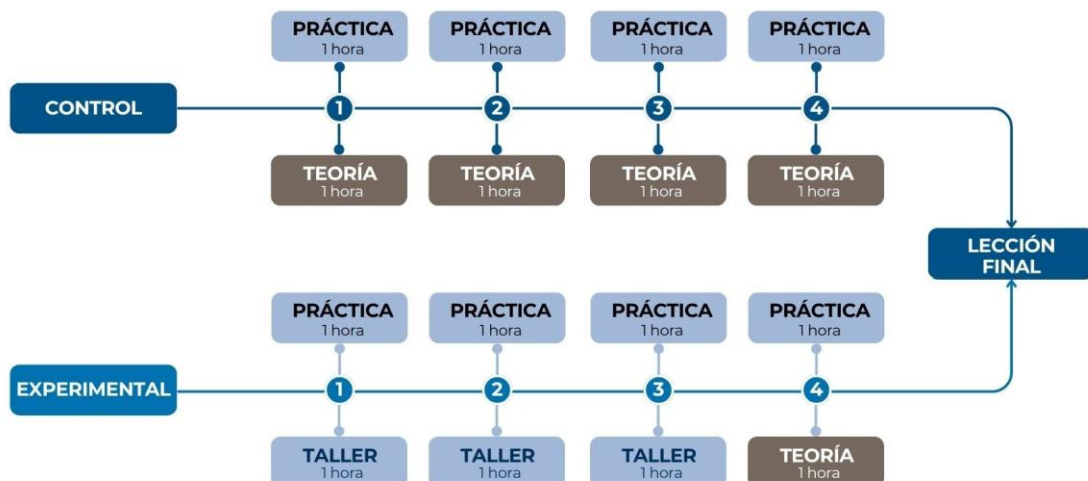 PRÁCTICA
1 hora
PRÁCTICA
1 hora
PRÁCTICA
1 hora
PRÁCTICA
1 hora
CONTROL
1
2
3
4
TEORÍA
1 hora
TEORÍA
1 hora
TEORÍA
1 hora
TEORÍA
1 hora
LECCIÓN
FINAL
PRÁCTICA
1 hora
PRÁCTICA
1 hora
PRÁCTICA
1 hora
PRÁCTICA
1 hora
EXPERIMENTAL
1
2
3
4
TALLER
1 hora
TALLER
1 hora
TALLER
1 hora
TEORÍA
1 hora